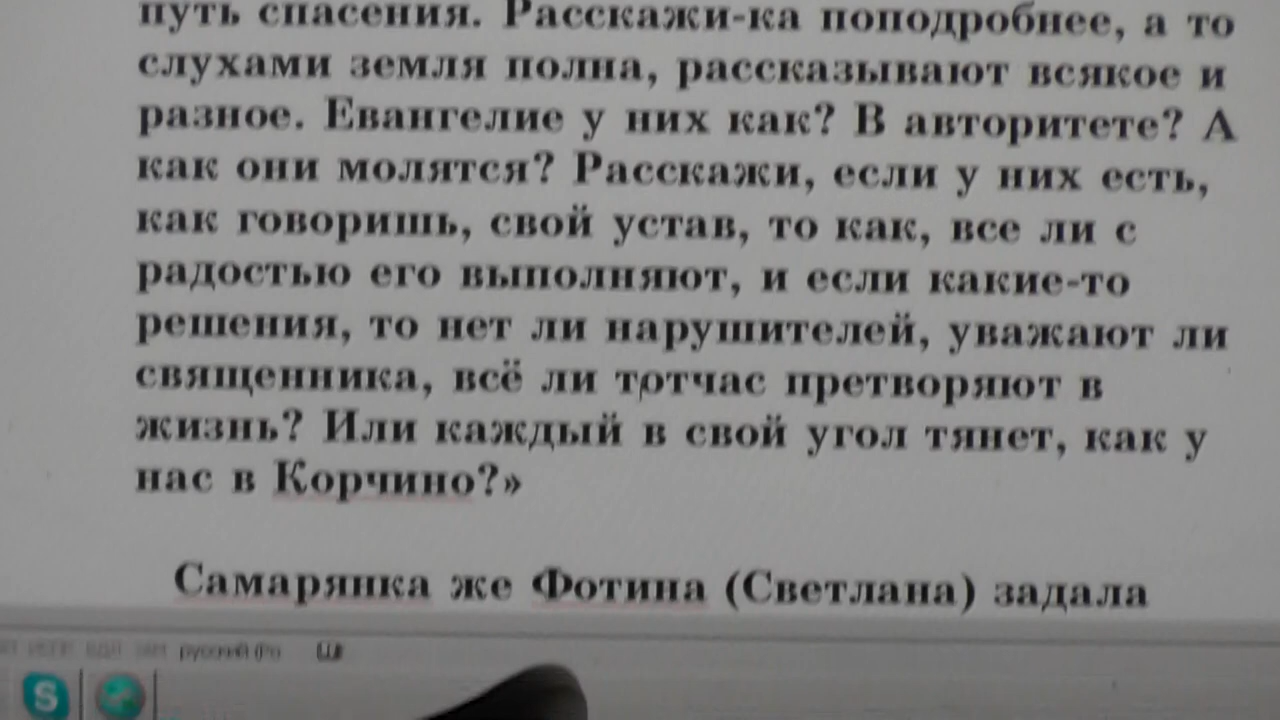 путь спасения. Расскажи-ка поподробнее, а то
слухами земля полна, рассказывают всякое и
разное. Евангелие у них как? В авторитете? А
как они молятся? Расскажи, если у них есть,
как говоришь, свой устав, то как, все ли с
радостью его выполняют, и если какие-то
решения, то нет ли нарушителей, уважают ли
священника, всё ли тотчас претворяют в
жизнь? Или каждый в свой угол тянет, как у
нас в Корчино?»
Самарянка же Фотина (Светлана) задала
русский (Ро
S